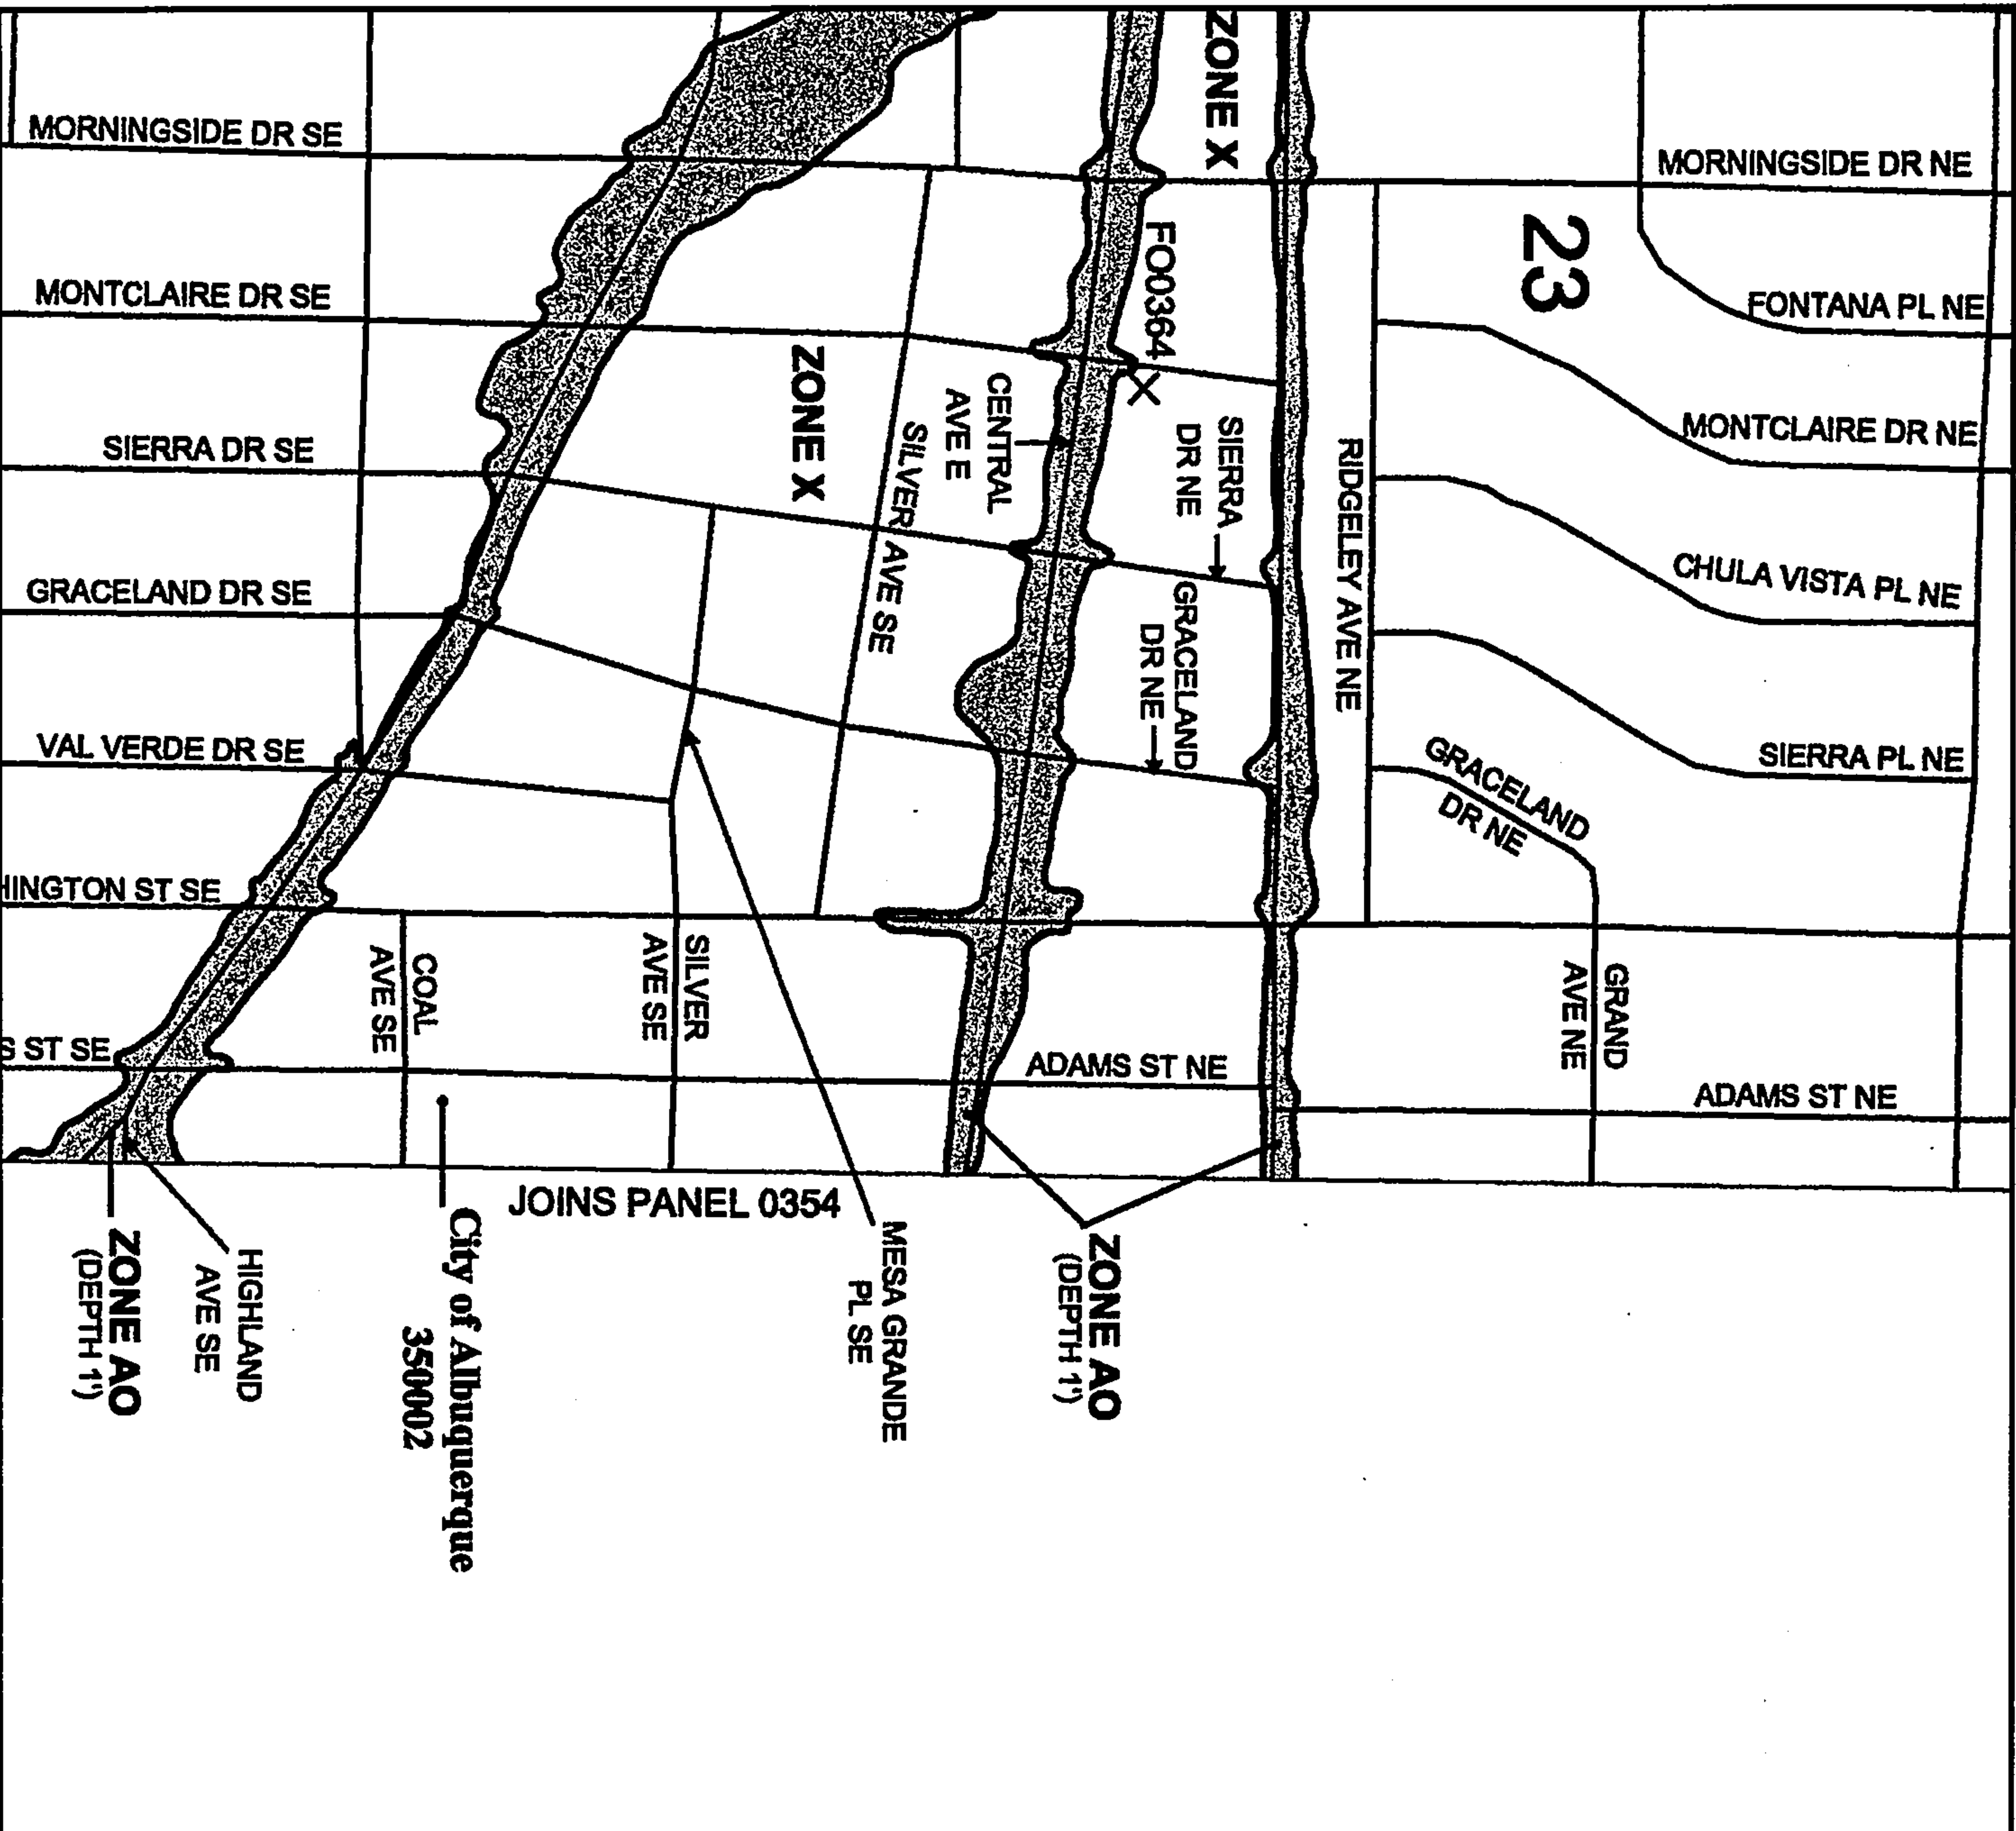 MORNINGSIDE DR SE
MONTCLAIRE DR SE
SIERRA DR SE
GRACELAND DR SE
VAL VERDE DR SE
HINGTON ST SE
S ST SE
ZONE X
ZONE X
MORNINGSIDE DR NE
23
FONTANA PL NE
MONTCLAIRE DR NE
CHULA VISTA PL NE
SIERRA PL NE
GRACELAND
DR NE
FO0364
SIERRA
DR NE
CENTRAL
AVE E
SILVER AVE SE
RIDGELEY AVE NE
GRACELAND
DR NE
GRAND
AVE NE
SILVER
AVE SE
COAL
AVE SE
ADAMS ST NE
ADAMS ST NE
JOINS PANEL 0354
ZONE AO
(DEPTH 1')
MESA GRANDE
PL SE
City of Albuquerque
350002
HIGHLAND
AVE SE
ZONE AO
(DEPTH 1')